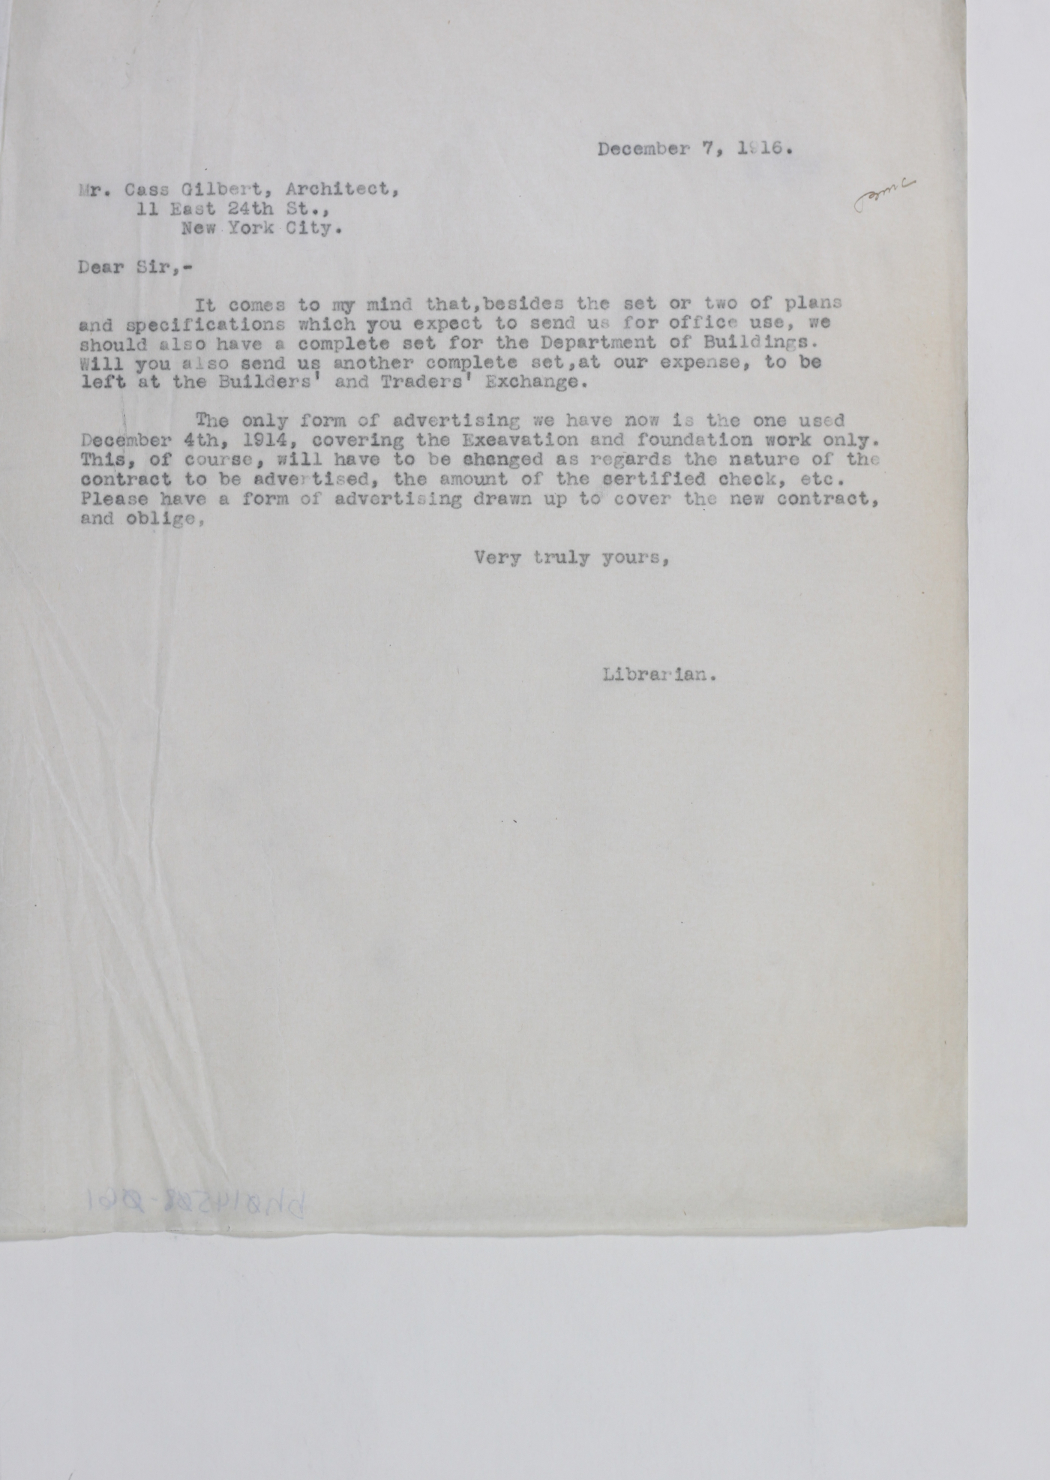 December 7, 1916.
Mr. Cass Gilbert, Architect,
11 East 24th St.,
New York City.
Dear Sir,-
It comes to my mind that,besides the set or two of plans
and specifications which you expect to send us for office use, we
should also have a complete set for the Department of Buildings.
Will you also send us another complete set,at our expense, to be
left at the Builders' and Traders' Exchange.
The only form of advertising we have now is the one used
December 4th, 1914, covering the Exeavation and foundation work only.
This, of course, will have to be chenged as regards the nature of the
contract to be advertised, the amount of the sertified check, etc.
Please have a form of advertising drawn up to cover the new contract,
and oblige,
Very truly yours,
Librarian.